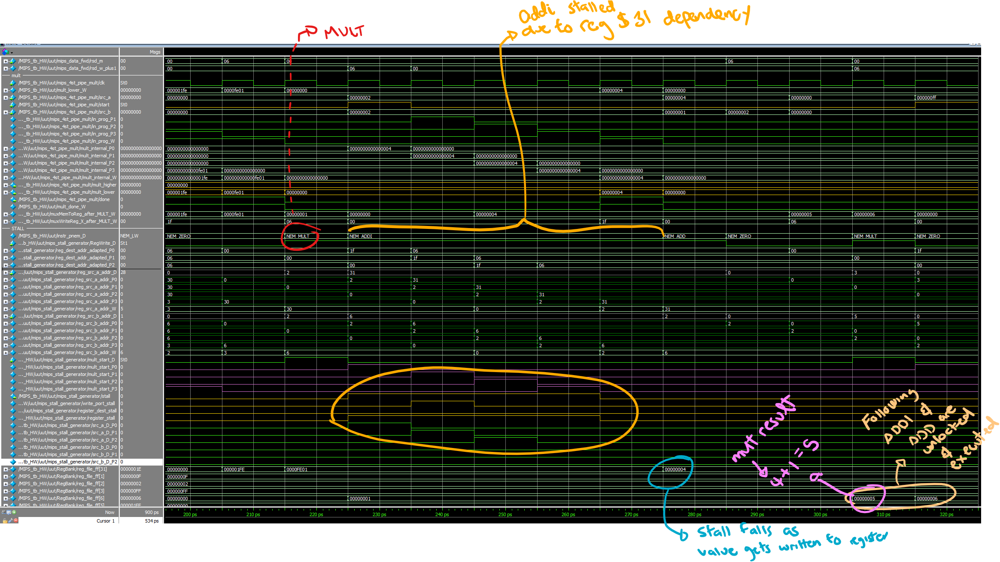 Addi stalled
due to reg $31 dependency
MULT
Msgs
/MIPS_tb_HW/uut/mips_data_fwd/rsd_m 00 00 06 00 06 00
/MIPS_tb_HW/uut/mips_data_fwd/rsd_w_plus1 00 00 06 00 06
mult
/MIPS_tb_HW/uut/mips_4st_pipe_mult/clk St0
/MIPS_tb_HW/uut/mult_lower_W 00000000 000001fe 0000fe01 00000000 00000004 00000000
/MIPS_tb_HW/uut/mips_4st_pipe_mult/src_a 00000000 00000000 00000002 00000004 00000000 000000ff
/MIPS_tb_HW/uut/mips_4st_pipe_mult/start St0
/MIPS_tb_HW/uut/mips_4st_pipe_mult/src_b 00000000 00000000 00000002 00000001 00000002 00000000
..._tb_HW/uut/mips_4st_pipe_mult/in_prog_P1 0
..._tb_HW/uut/mips_4st_pipe_mult/in_prog_P2 0
..._tb_HW/uut/mips_4st_pipe_mult/in_prog_P3 0
..._tb_HW/uut/mips_4st_pipe_mult/in_prog_W 0
...W/uut/mips_4st_pipe_mult/mult_internal_P0 0000000000000000 0000000000000000 0000000000000004 0000000000000000
...W/uut/mips_4st_pipe_mult/mult_internal_P1 0000000000000000 0000000000000000 0000000000000004 0000000000000000
...W/uut/mips_4st_pipe_mult/mult_internal_P2 0000000000000000 0000000000000000 0000000000000004 0000000000000000
...W/uut/mips_4st_pipe_mult/mult_internal_P3 0000000000000000 000000000000fe01 0000000000000000 0000000000000004 0000000000000000
...HW/uut/mips_4st_pipe_mult/mult_internal_W 0000000000000000 00000000000001fe 000000000000fe01 0000000000000000 0000000000000004 0000000000000000
..._tb_HW/uut/mips_4st_pipe_mult/mult_higher 00000000 00000000
..._tb_HW/uut/mips_4st_pipe_mult/mult_lower 00000000 000001fe 0000fe01 00000000 00000004 00000000
/MIPS_tb_HW/uut/mips_4st_pipe_mult/done 0
/MIPS_tb_HW/uut/mult_done_W 0
..._tb_HW/uut/muxMemToReg_after_MULT_W 00000000 000001fe 0000fe01 00000001 00000000 00000004 00000005 00000006 00000000
..._tb_HW/uut/muxWriteReg_X_after_MULT_W 00 1f 06 00 1f 00 06 00
STALL
/MIPS_tb_HW/uut/instr_pnem_D NEM_LW NEM_ZERO NEM_MULT NEM_ADDI NEM_ADD NEM_ZERO NEM_MULT NEM_ZERO
...b_HW/uut/mips_stall_generator/RegWrite_D St1
...stall_generator/reg_dest_addr_adapted_P0 00 06 00 1f 06 00 1f
...stall_generator/reg_dest_addr_adapted_P1 00 06 00 1f 06 00
...stall_generator/reg_dest_addr_adapted_P2 00 06 00 1f 06 00
.../uut/mips_stall_generator/reg_src_a_addr_D 28 0 2 31 0 3 0
...uut/mips_stall_generator/reg_src_a_addr_P0 0 30 0 2 31 0 3
...uut/mips_stall_generator/reg_src_a_addr_P1 0 30 0 2 31 0
...uut/mips_stall_generator/reg_src_a_addr_P2 0 30 0 2 31 0
...uut/mips_stall_generator/reg_src_a_addr_P3 0 3 30 0 2 31
...uut/mips_stall_generator/reg_src_a_addr_W 5 3 30 0 2 31
.../uut/mips_stall_generator/reg_src_b_addr_D 1 0 2 6 2 0 5 0
...uut/mips_stall_generator/reg_src_b_addr_P0 0 6 0 2 6 2 0 5
...uut/mips_stall_generator/reg_src_b_addr_P1 0 6 0 2 6 2 0
...uut/mips_stall_generator/reg_src_b_addr_P2 0 6 0 2 6 2 0
...uut/mips_stall_generator/reg_src_b_addr_P3 0 3 6 0 2 6 2
...uut/mips_stall_generator/reg_src_b_addr_W 6 2 3 6 0 2 6
..._HW/uut/mips_stall_generator/mult_start_D St0
..._HW/uut/mips_stall_generator/mult_start_P0 0
..._HW/uut/mips_stall_generator/mult_start_P1 0
..._HW/uut/mips_stall_generator/mult_start_P2 0
..._HW/uut/mips_stall_generator/mult_start_P3 0
/MIPS_tb_HW/uut/mips_stall_generator/stall 0
...W/uut/mips_stall_generator/write_port_stall 0
.../uut/mips_stall_generator/register_dest_stall 0
..._HW/uut/mips_stall_generator/register_stall 0
...tb_HW/uut/mips_stall_generator/src_a_D_P0 0
...tb_HW/uut/mips_stall_generator/src_a_D_P1 0
...tb_HW/uut/mips_stall_generator/src_a_D_P2 0
...tb_HW/uut/mips_stall_generator/src_b_D_P0 0
...tb_HW/uut/mips_stall_generator/src_b_D_P1 0
...tb_HW/uut/mips_stall_generator/src_b_D_P2 0
mult result
4 + 1 = 5
Following
ADDI &
ADD are
unlocked
&
executed
/MIPS_tb_HW/uut/RegBank/reg_file_ff[31] 0000001E 00000000 000001FE 0000FE01 00000004
/MIPS_tb_HW/uut/RegBank/reg_file_ff[1] 0000000F 0000000F
/MIPS_tb_HW/uut/RegBank/reg_file_ff[2] 00000002 00000002
/MIPS_tb_HW/uut/RegBank/reg_file_ff[3] 000000FF 000000FF
/MIPS_tb_HW/uut/RegBank/reg_file_ff[6] 00000006 00000000 00000001 00000005 00000006
/MIPS_tb_HW/uut/RegBank/reg_file_ff[5] 000001FE 00000000
Now 900 ps 200 ps 210 ps 220 ps 230 ps 240 ps 250 ps 260 ps 270 ps 280 ps 290 ps 300 ps 310 ps 320 ps
Cursor 1 534 ps
Stall falls as
value gets written to register